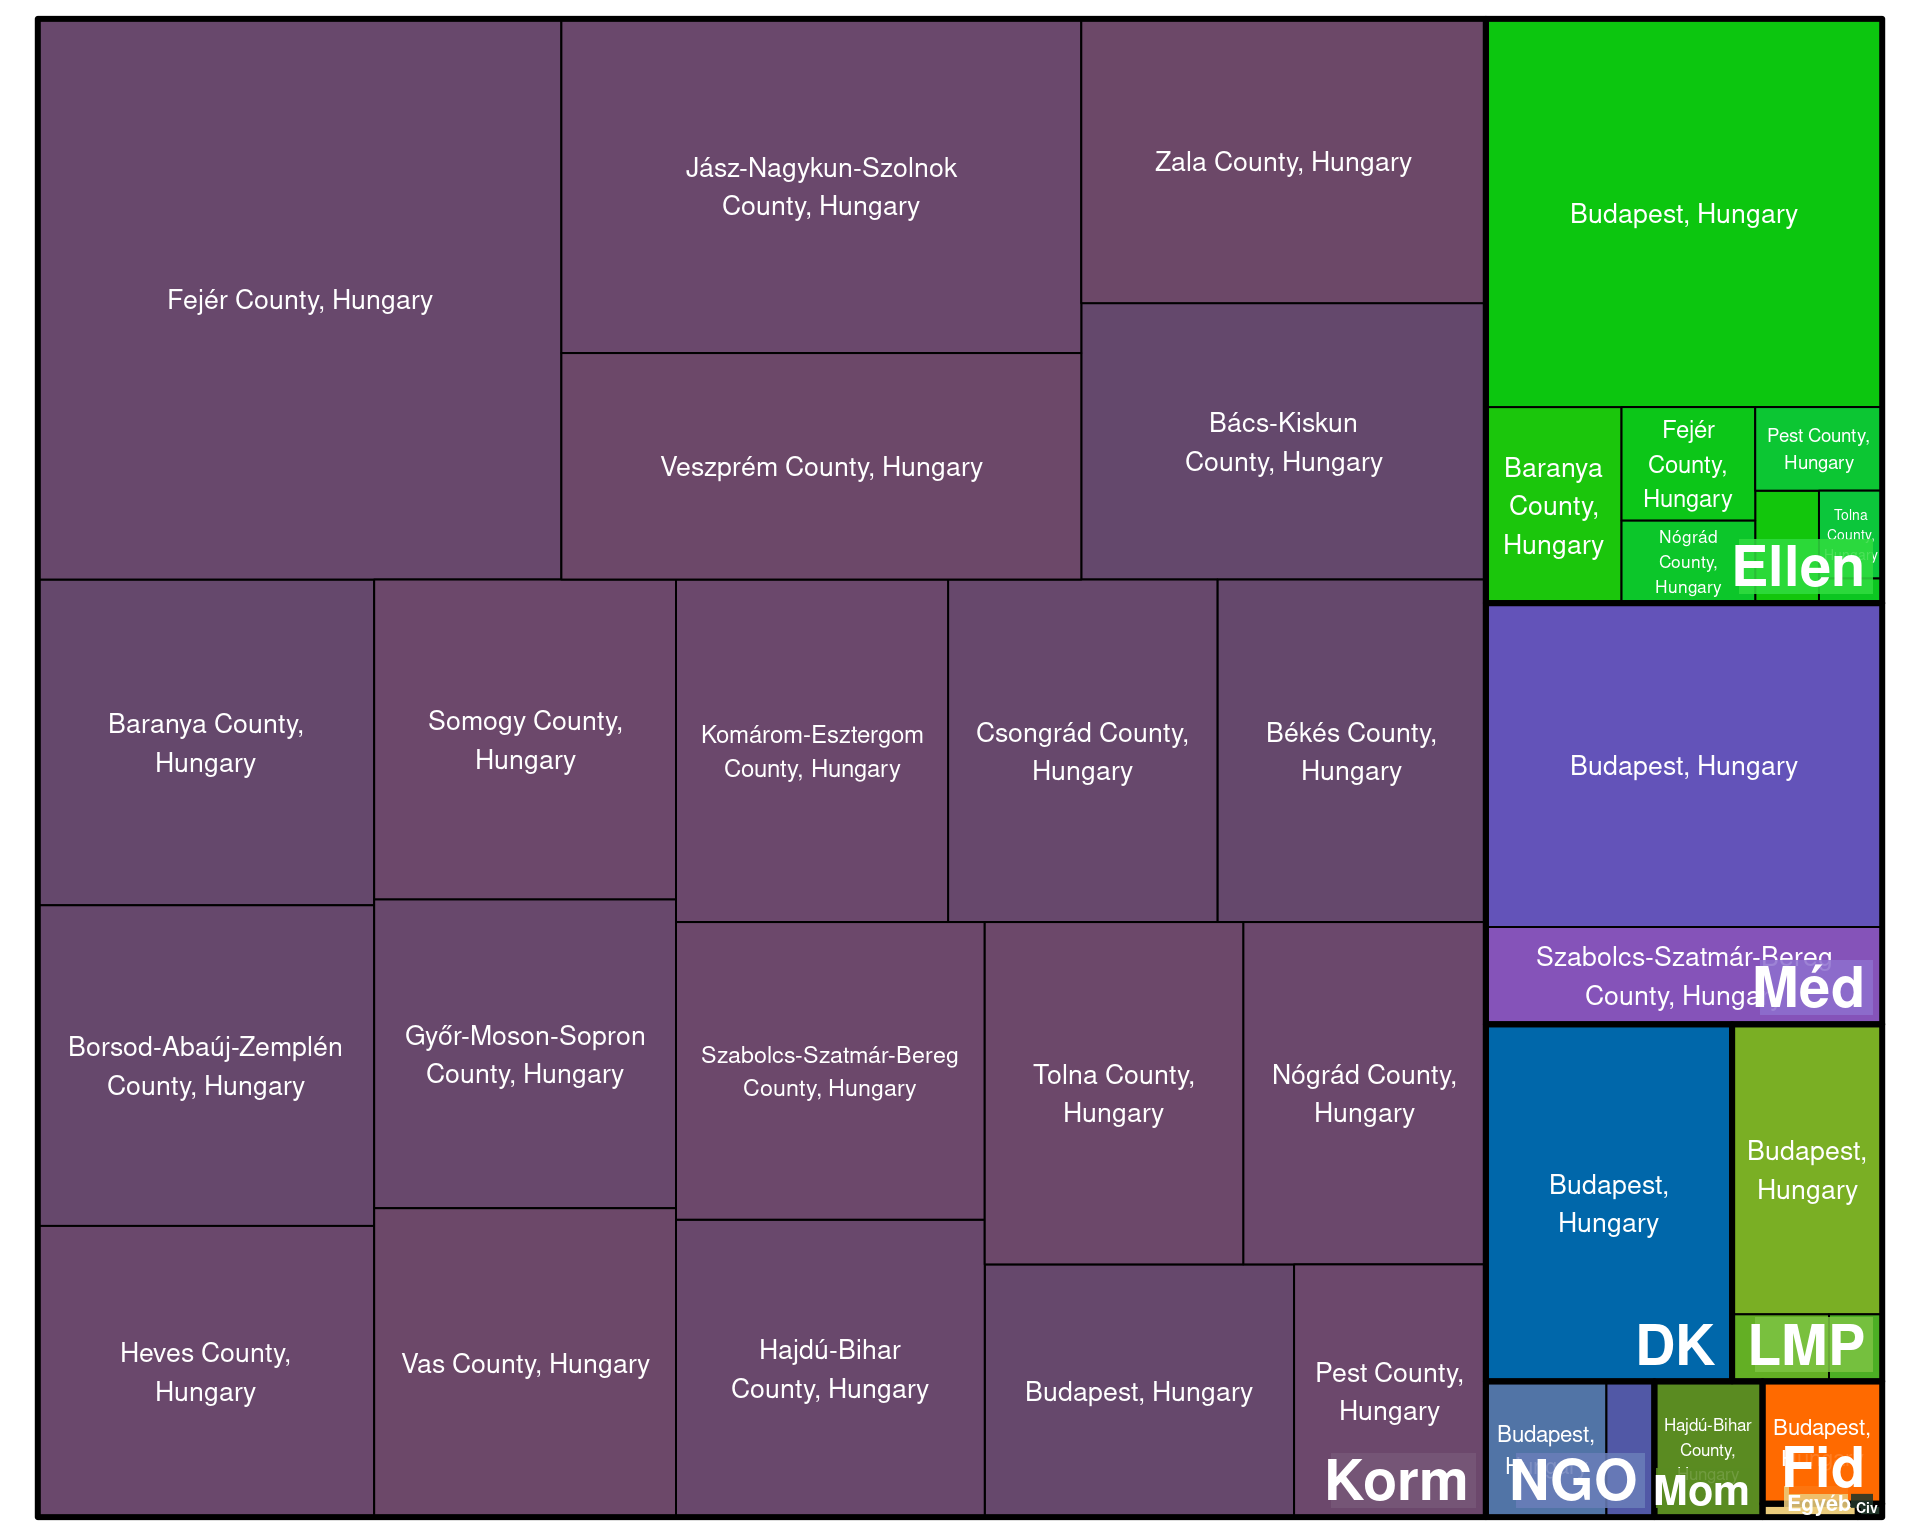 Fejér County, Hungary
Jász-Nagykun-Szolnok
County, Hungary
Zala County, Hungary
Veszprém County, Hungary
Bács-Kiskun
County, Hungary
Baranya County,
Hungary
Somogy County,
Hungary
Komárom-Esztergom
County, Hungary
Csongrád County,
Hungary
Békés County,
Hungary
Borsod-Abaúj-Zemplén
County, Hungary
Győr-Moson-Sopron
County, Hungary
Szabolcs-Szatmár-Bereg
County, Hungary
Tolna County,
Hungary
Nógrád County,
Hungary
Heves County,
Hungary
Vas County, Hungary
Hajdú-Bihar
County, Hungary
Budapest, Hungary
Pest County,
Hungary
Korm
Budapest, Hungary
Baranya
County,
Hungary
Fejér
County,
Hungary
Pest County,
Hungary
Nógrád
County,
Hungary
Tolna
County,
Hungary
Ellen
Budapest, Hungary
Szabolcs-Szatmár-Bereg
County, Hungary
Méd
Budapest,
Hungary
DK
Budapest,
Hungary
LMP
Budapest,
Hungary
NGO
Hajdú-Bihar
County,
Hungary
Mom
Budapest,
Fid
Egyéb
Civ